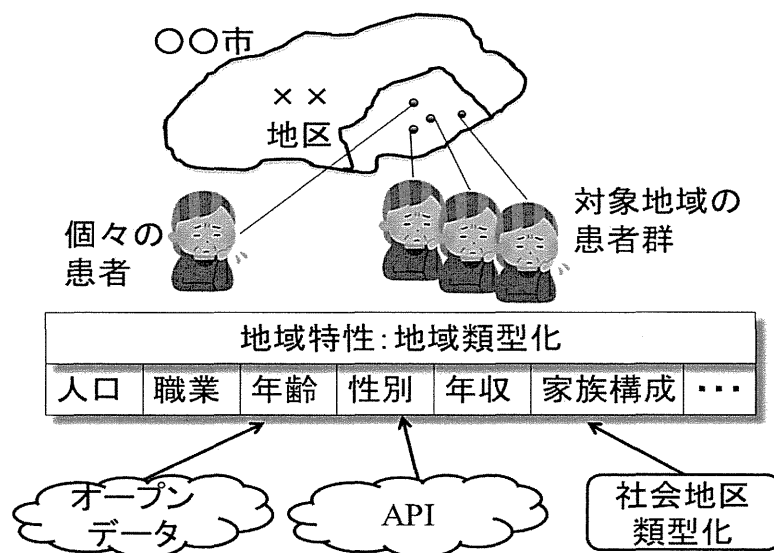 ○○市
××
地区
個々の
患者
対象地域の
患者群
地域特性:地域類型化
人口 職業 年齢 性別 年収 家族構成 ･･･
オープン
データ
API
社会地区
類型化